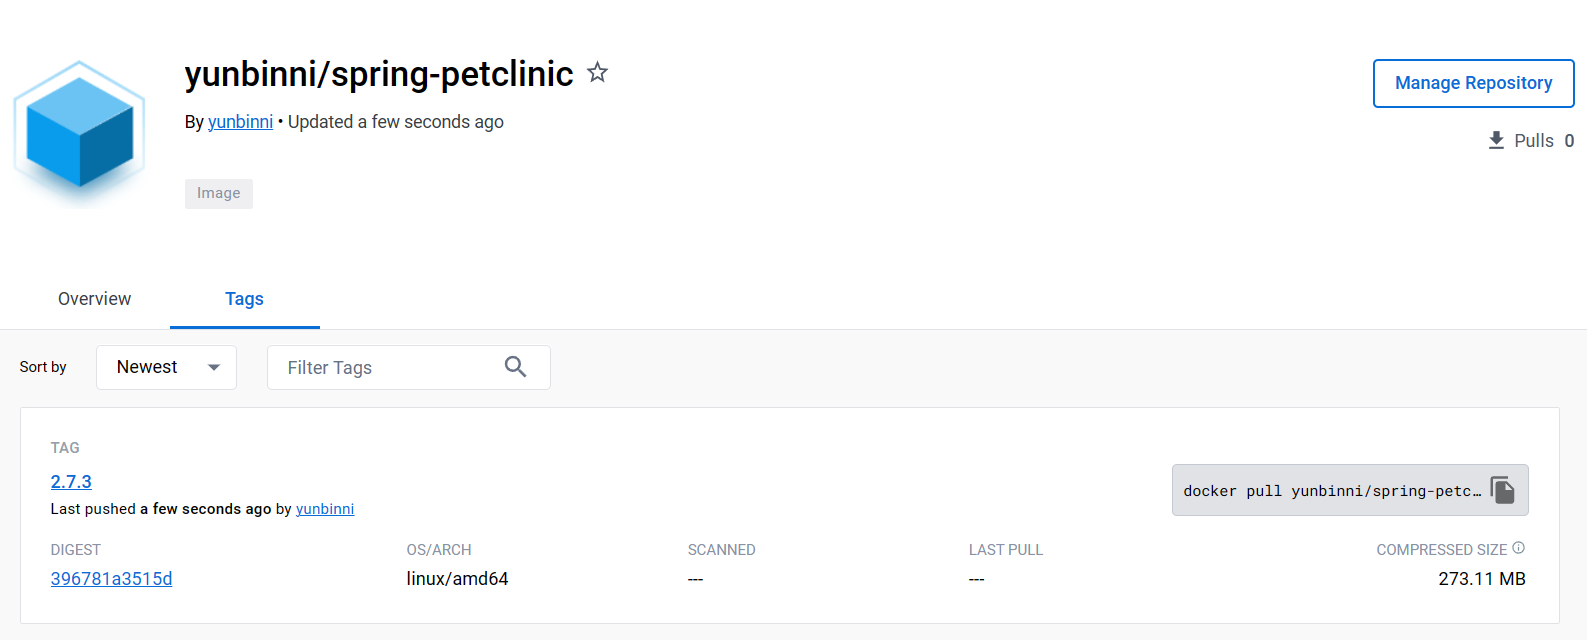 yunbinni/spring-petclinic
By yunbinni • Updated a few seconds ago
Image
Manage Repository
Pulls 0
Overview
Tags
Sort by
Newest
Filter Tags
TAG
2.7.3
Last pushed a few seconds ago by yunbinni
docker pull yunbinni/spring-petc…
DIGEST OS/ARCH SCANNED LAST PULL COMPRESSED SIZE
396781a3515d linux/amd64 --- --- 273.11 MB